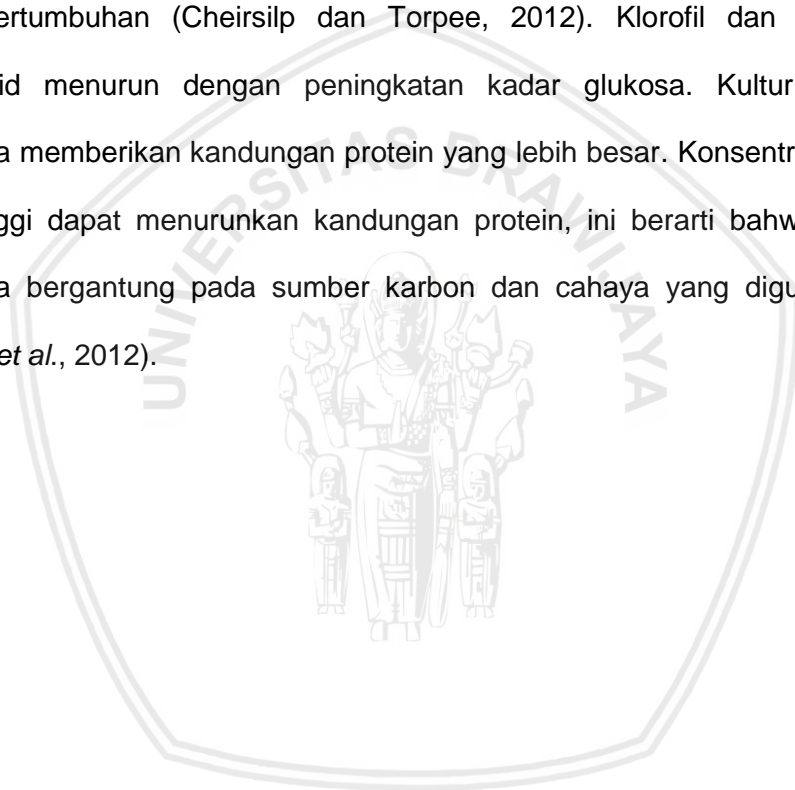 ertumbuhan (Cheirsilp dan Torpee, 2012). Klorofil dan
id menurun dengan peningkatan kadar glukosa. Kultur
a memberikan kandungan protein yang lebih besar. Konsentr
ggi dapat menurunkan kandungan protein, ini berarti bahw
a bergantung pada sumber karbon dan cahaya yang digu
et al., 2012).
UNIVERSITAS BRAWIJAYA